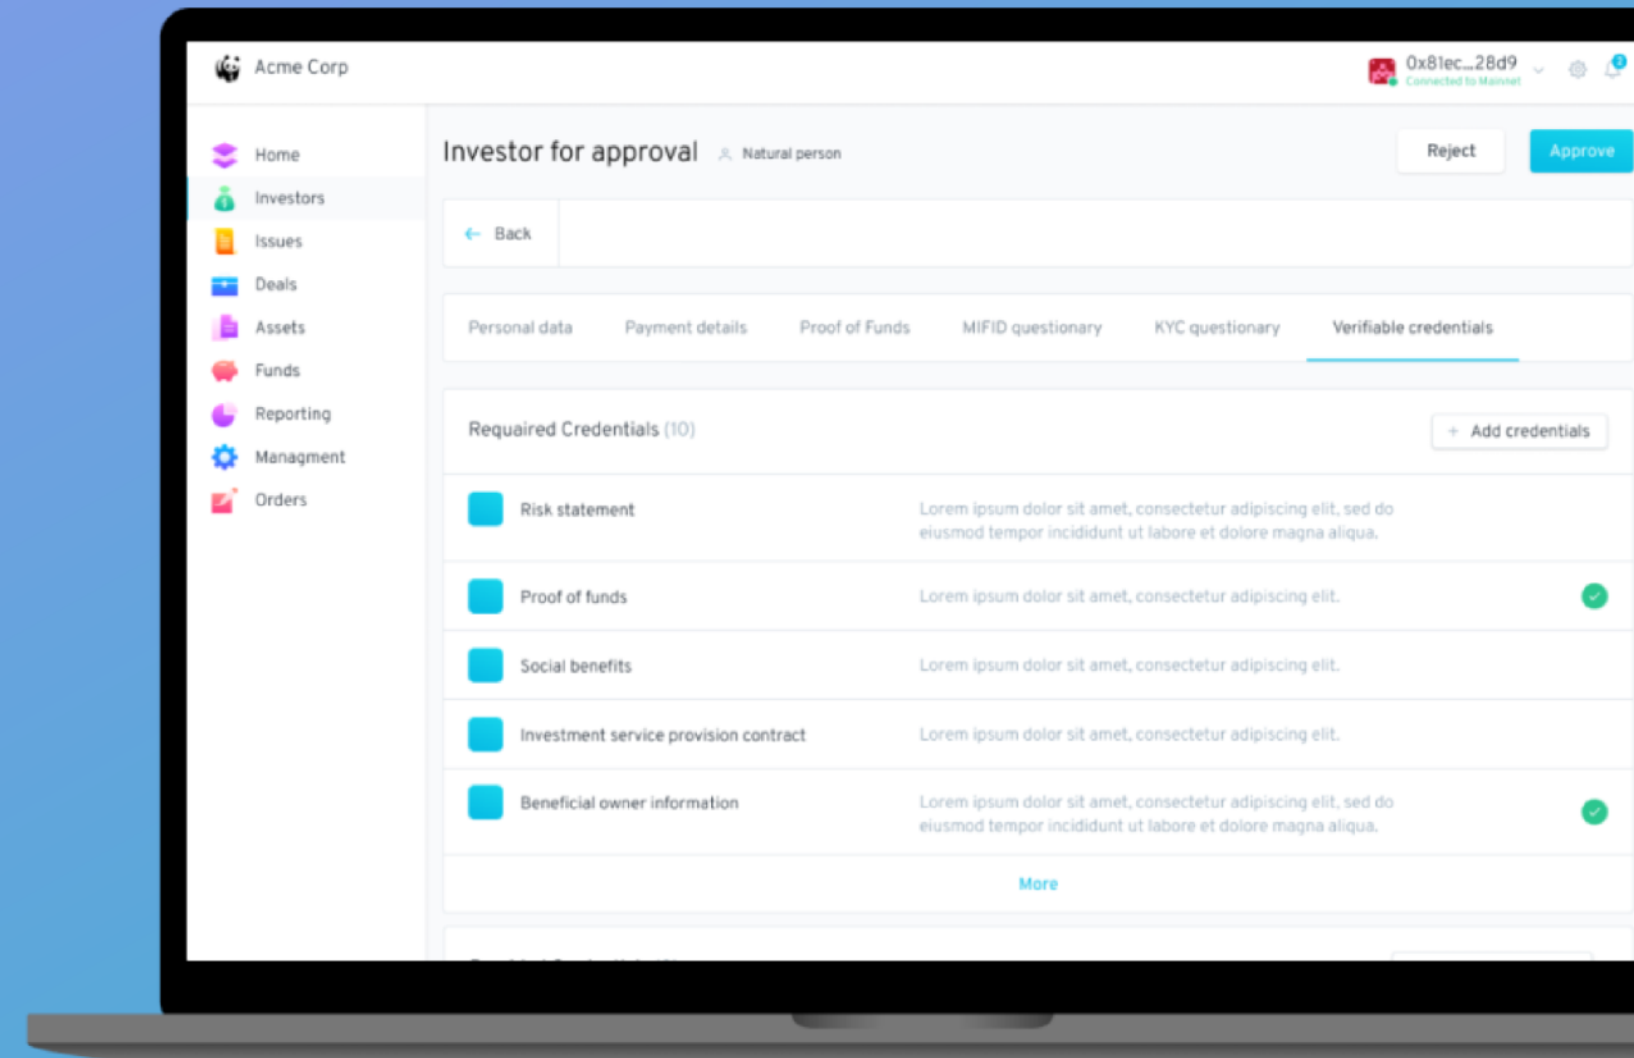 Acme Corp
0x81ec...28d9
Connected to Mainnet
2
Home
Investors
Issues
Deals
Assets
Funds
Reporting
Managment
Orders
Investor for approval
Natural person
Reject
Approve
← Back
Personal data
Payment details
Proof of Funds
MIFID questionary
KYC questionary
Verifiable credentials
Requaired Credentials (10)
+ Add credentials
Risk statement
Lorem ipsum dolor sit amet, consectetur adipiscing elit, sed do
eiusmod tempor incididunt ut labore et dolore magna aliqua.
Proof of funds
Lorem ipsum dolor sit amet, consectetur adipiscing elit.
Social benefits
Lorem ipsum dolor sit amet, consectetur adipiscing elit.
Investment service provision contract
Lorem ipsum dolor sit amet, consectetur adipiscing elit.
Beneficial owner information
Lorem ipsum dolor sit amet, consectetur adipiscing elit, sed do
eiusmod tempor incididunt ut labore et dolore magna aliqua.
More